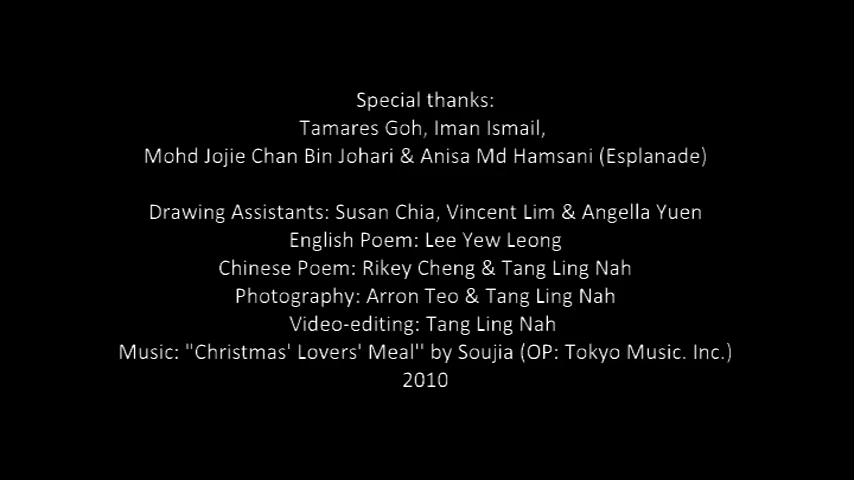 Special thanks:
Tamares Goh, Iman Ismail,
Mohd Jojie Chan Bin Johari & Anisa Md Hamsani (Esplanade)
Drawing Assistants: Susan Chia, Vincent Lim & Angella Yuen
English Poem: Lee Yew Leong
Chinese Poem: Rikey Cheng & Tang Ling Nah
Photography: Arron Teo & Tang Ling Nah
Video-editing: Tang Ling Nah
Music: "Christmas' Lovers' Meal" by Soujia (OP: Tokyo Music. Inc.)
2010